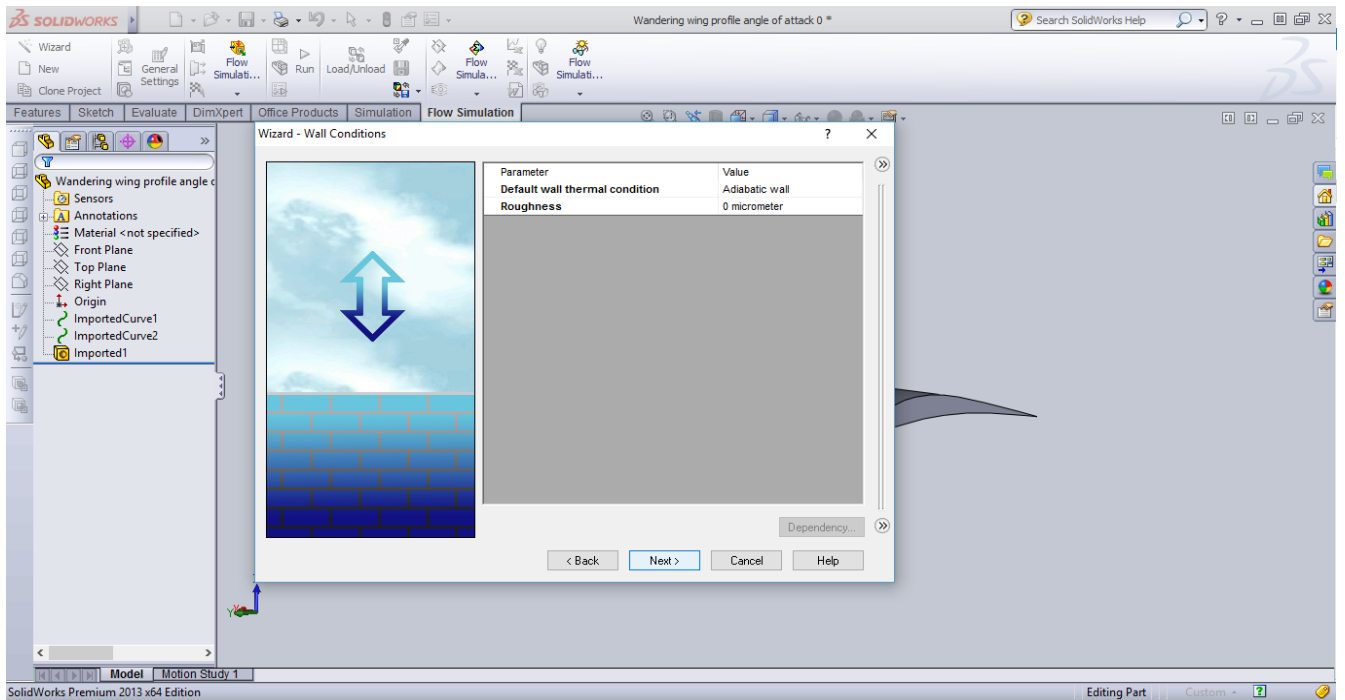 SOLIDWORKS
Wandering wing profile angle of attack 0 *
Search SolidWorks Help
Wizard
New
Clone Project
General Settings
Flow Simulati...
Run
Load/Unload
Flow Simula...
Flow Simulati...
Features Sketch Evaluate DimXpert Office Products Simulation Flow Simulation
Wizard - Wall Conditions
? X
Parameter Value
Default wall thermal condition Adiabatic wall
Roughness 0 micrometer
Dependency...
< Back Next > Cancel Help
Wandering wing profile angle
Sensors
Annotations
Material <not specified>
Front Plane
Top Plane
Right Plane
Origin
ImportedCurve1
ImportedCurve2
Imported1
Y
Model Motion Study 1
SolidWorks Premium 2013 x64 Edition
Editing Part
Custom